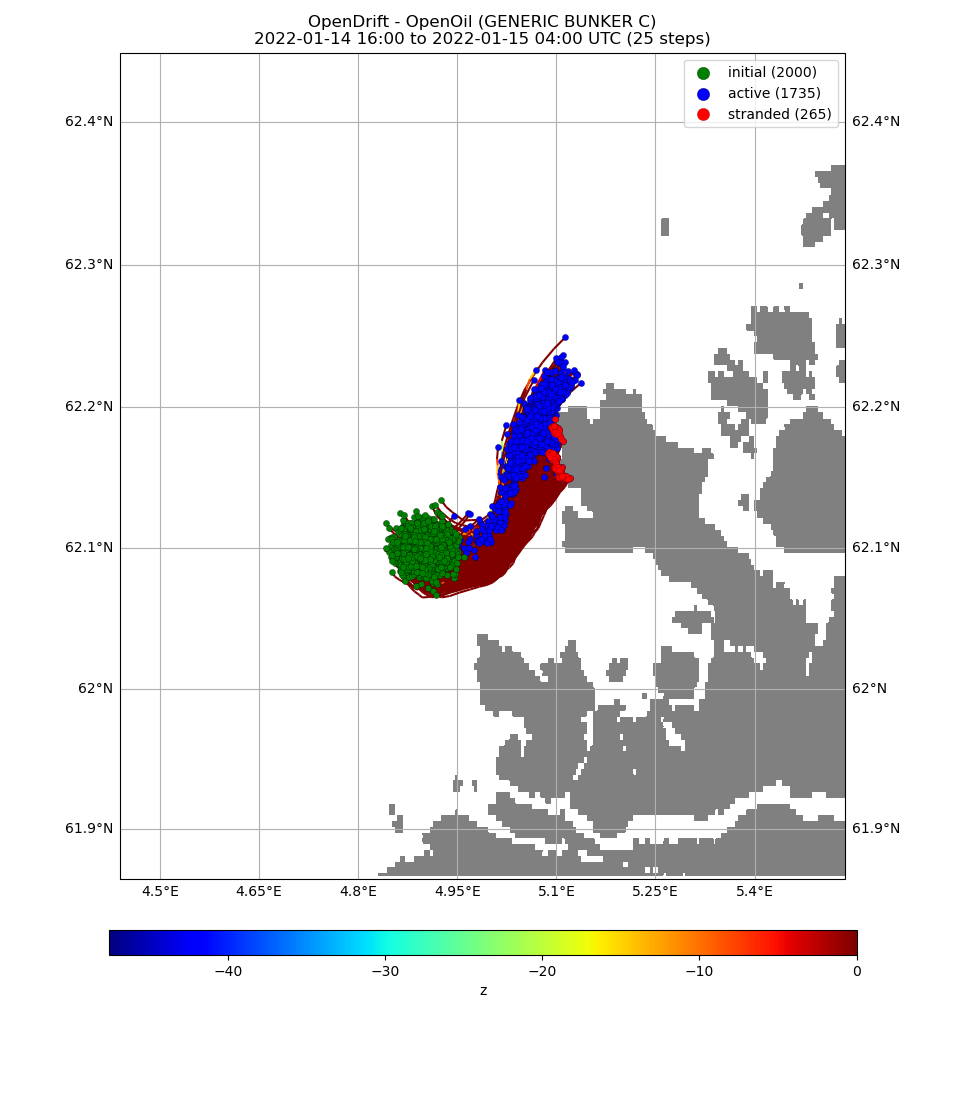 OpenDrift - OpenOil (GENERIC BUNKER C)
2022-01-14 16:00 to 2022-01-15 04:00 UTC (25 steps)
initial (2000)
active (1735)
stranded (265)
62.4°N 62.4°N
62.3°N 62.3°N
62.2°N 62.2°N
62.1°N 62.1°N
62°N 62°N
61.9°N 61.9°N
4.5°E 4.65°E 4.8°E 4.95°E 5.1°E 5.25°E 5.4°E
−40 −30 −20 −10 0
z